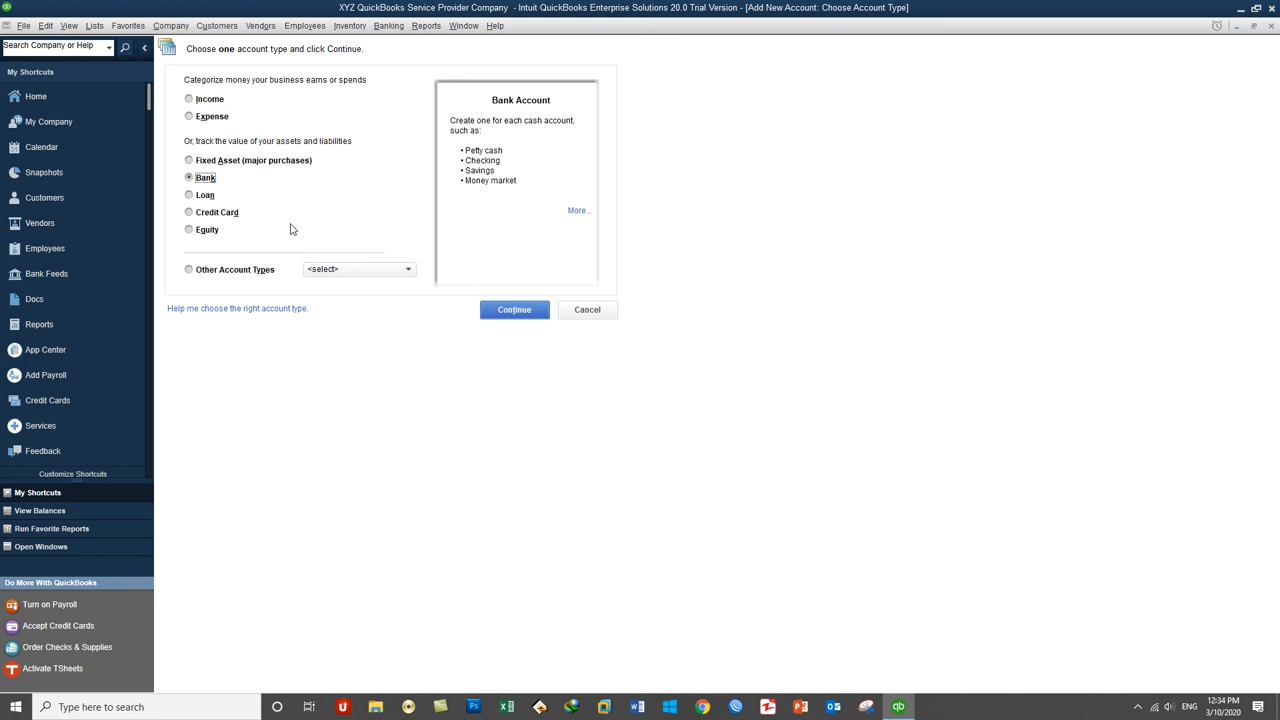 XYZ QuickBooks Service Provider Company - Intuit QuickBooks Enterprise Solutions 20.0 Trial Version - [Add New Account: Choose Account Type]
File Edit View Lists Favorites Company Customers Vendors Employees Inventory Banking Reports Window Help
Search Company or Help
My Shortcuts
Home
My Company
Calendar
Snapshots
Customers
Vendors
Employees
Bank Feeds
Docs
Reports
App Center
Add Payroll
Credit Cards
Services
Feedback
Customize Shortcuts
My Shortcuts
View Balances
Run Favorite Reports
Open Windows
Do More With QuickBooks
Turn on Payroll
Accept Credit Cards
Order Checks & Supplies
Activate TSheets
Choose one account type and click Continue.
Categorize money your business earns or spends
Income
Expense
Or, track the value of your assets and liabilities
Fixed Asset (major purchases)
Bank
Loan
Credit Card
Equity
Other Account Types <select>
Bank Account
Create one for each cash account,
such as:
• Petty cash
• Checking
• Savings
• Money market
More...
Help me choose the right account type.
Continue
Cancel
Type here to search
12:34 PM
3/10/2020